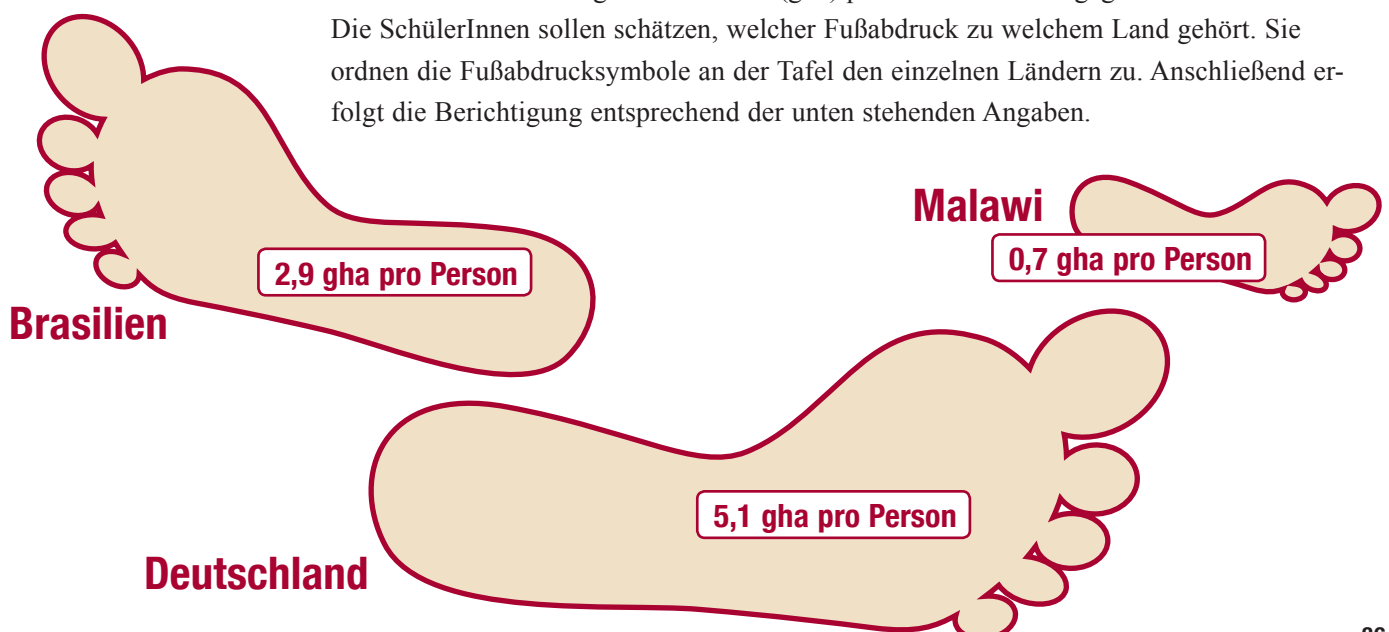 Die SchülerInnen sollen schätzen, welcher Fußabdruck zu welchem Land gehört. Sie
ordnen die Fußabdrucksymbole an der Tafel den einzelnen Ländern zu. Anschließend er-
folgt die Berichtigung entsprechend der unten stehenden Angaben.
Malawi
0,7 gha pro Person
2,9 gha pro Person
Brasilien
5,1 gha pro Person
Deutschland